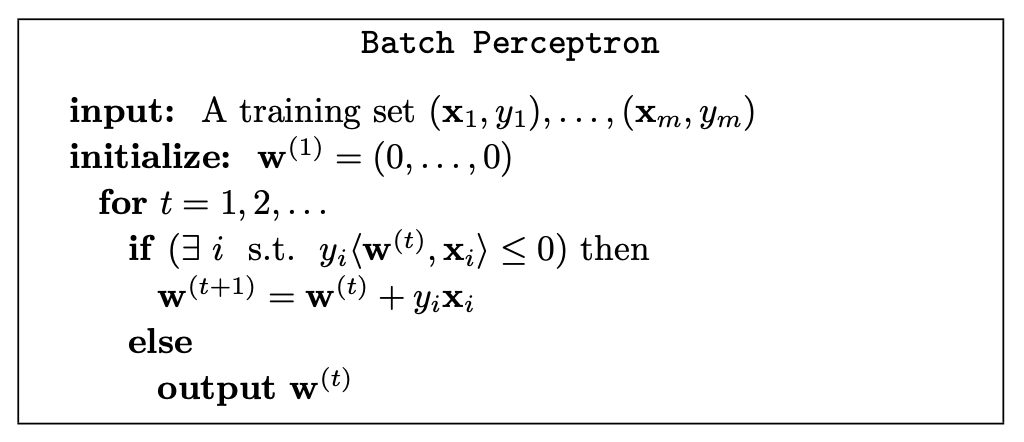 Batch Perceptron
input: A training set (x₁, y₁), . . . , (xₘ, yₘ)
initialize: w⁽¹⁾ = (0, . . . , 0)
for t = 1, 2, . . .
if (∃ i s.t. yᵢ⟨w⁽ᵗ⁾, xᵢ⟩ ≤ 0) then
w⁽ᵗ⁺¹⁾ = w⁽ᵗ⁾ + yᵢxᵢ
else
output w⁽ᵗ⁾